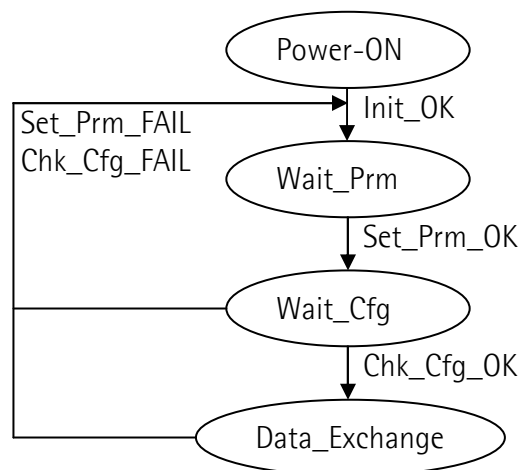 Power-ON
Init_OK
Set_Prm_FAIL
Chk_Cfg_FAIL
Wait_Prm
Set_Prm_OK
Wait_Cfg
Chk_Cfg_OK
Data_Exchange